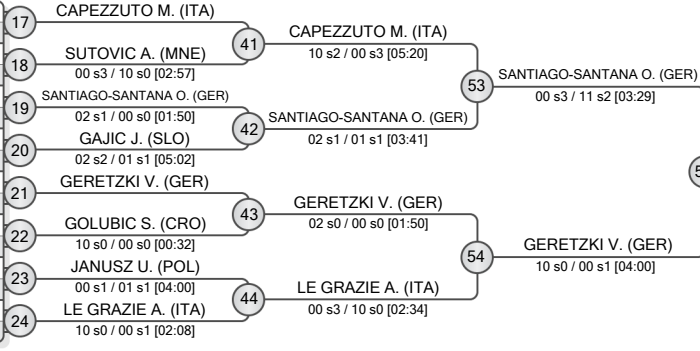 17 CAPEZZUTO M. (ITA)
18 SUTOVIC A. (MNE)
00 s3 / 10 s0 [02:57]
41 CAPEZZUTO M. (ITA)
10 s2 / 00 s3 [05:20]
19 SANTIAGO-SANTANA O. (GER)
02 s1 / 00 s0 [01:50]
20 GAJIC J. (SLO)
02 s2 / 01 s1 [05:02]
42 SANTIAGO-SANTANA O. (GER)
02 s1 / 01 s1 [03:41]
53 SANTIAGO-SANTANA O. (GER)
00 s3 / 11 s2 [03:29]
21 GERETZKI V. (GER)
22 GOLUBIC S. (CRO)
10 s0 / 00 s0 [00:32]
43 GERETZKI V. (GER)
02 s0 / 00 s0 [01:50]
23 JANUSZ U. (POL)
00 s1 / 01 s1 [04:00]
24 LE GRAZIE A. (ITA)
10 s0 / 00 s1 [02:08]
44 LE GRAZIE A. (ITA)
00 s3 / 10 s0 [02:34]
54 GERETZKI V. (GER)
10 s0 / 00 s1 [04:00]